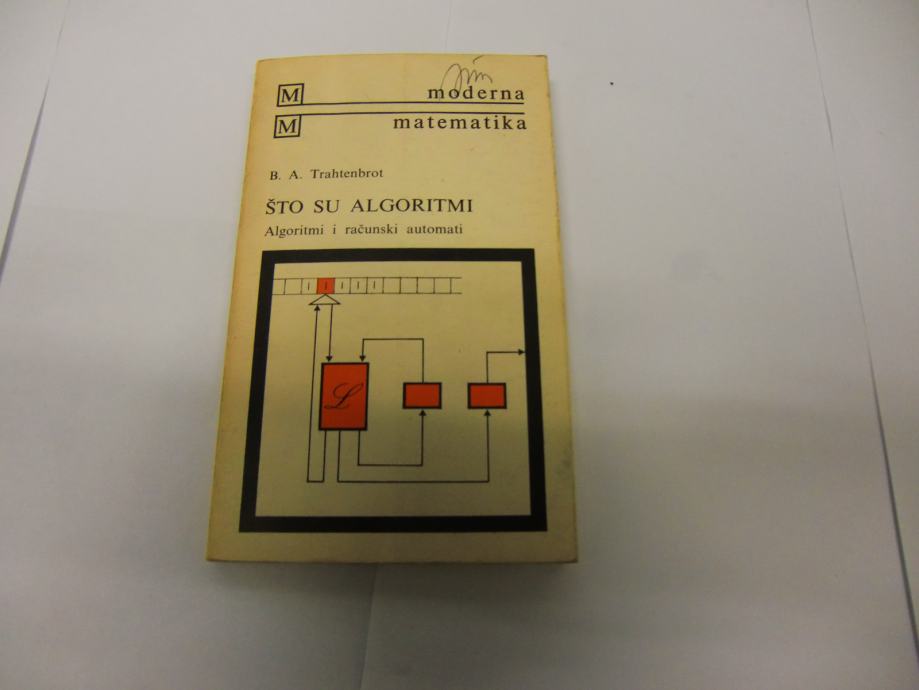 M moderna
M matematika
B. A. Trahtenbrot
ŠTO SU ALGORITMI
Algoritmi i računski automati
L